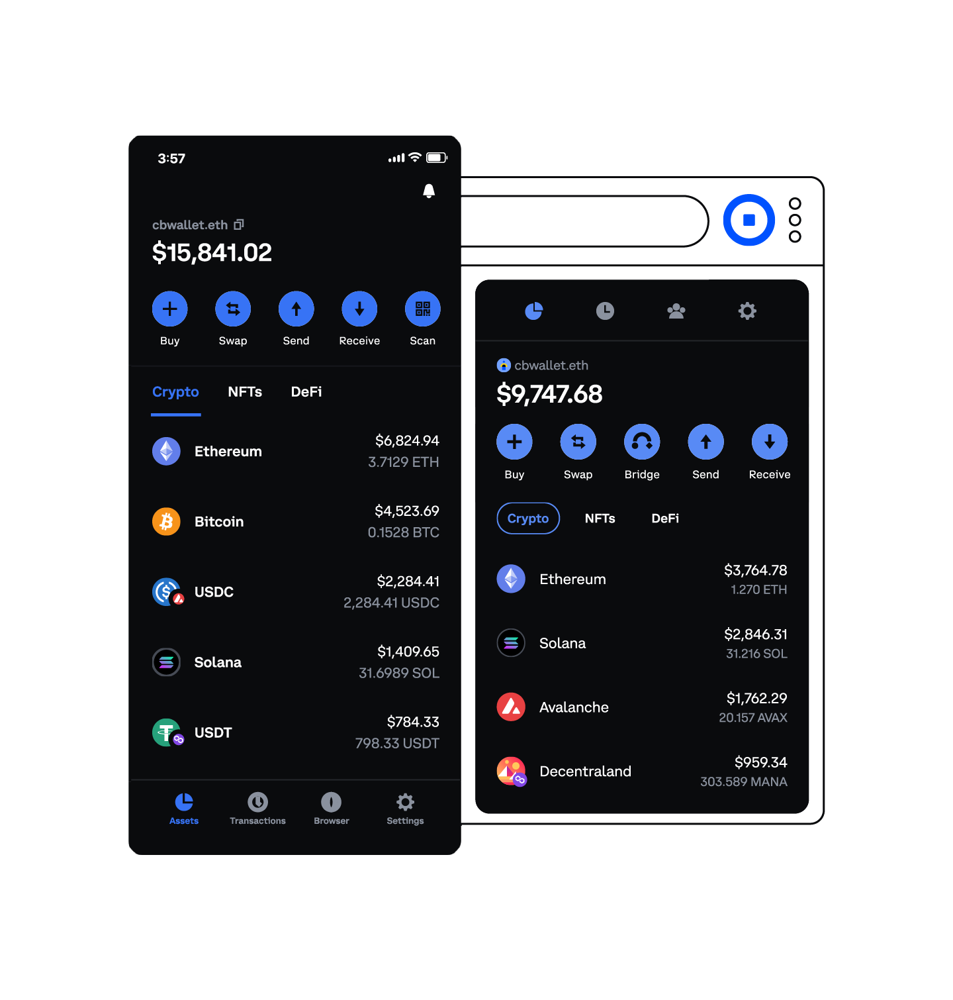 3:57
cbwallet.eth
$15,841.02
Buy Swap Send Receive Scan
Crypto NFTs DeFi
Ethereum $6,824.94
3.7129 ETH
Bitcoin $4,523.69
0.1528 BTC
USDC $2,284.41
2,284.41 USDC
Solana $1,409.65
31.6989 SOL
USDT $784.33
798.33 USDT
Assets Transactions Browser Settings
cbwallet.eth
$9,747.68
Buy Swap Bridge Send Receive
Crypto NFTs DeFi
Ethereum $3,764.78
1.270 ETH
Solana $2,846.31
31.216 SOL
Avalanche $1,762.29
20.157 AVAX
Decentraland $959.34
303.589 MANA